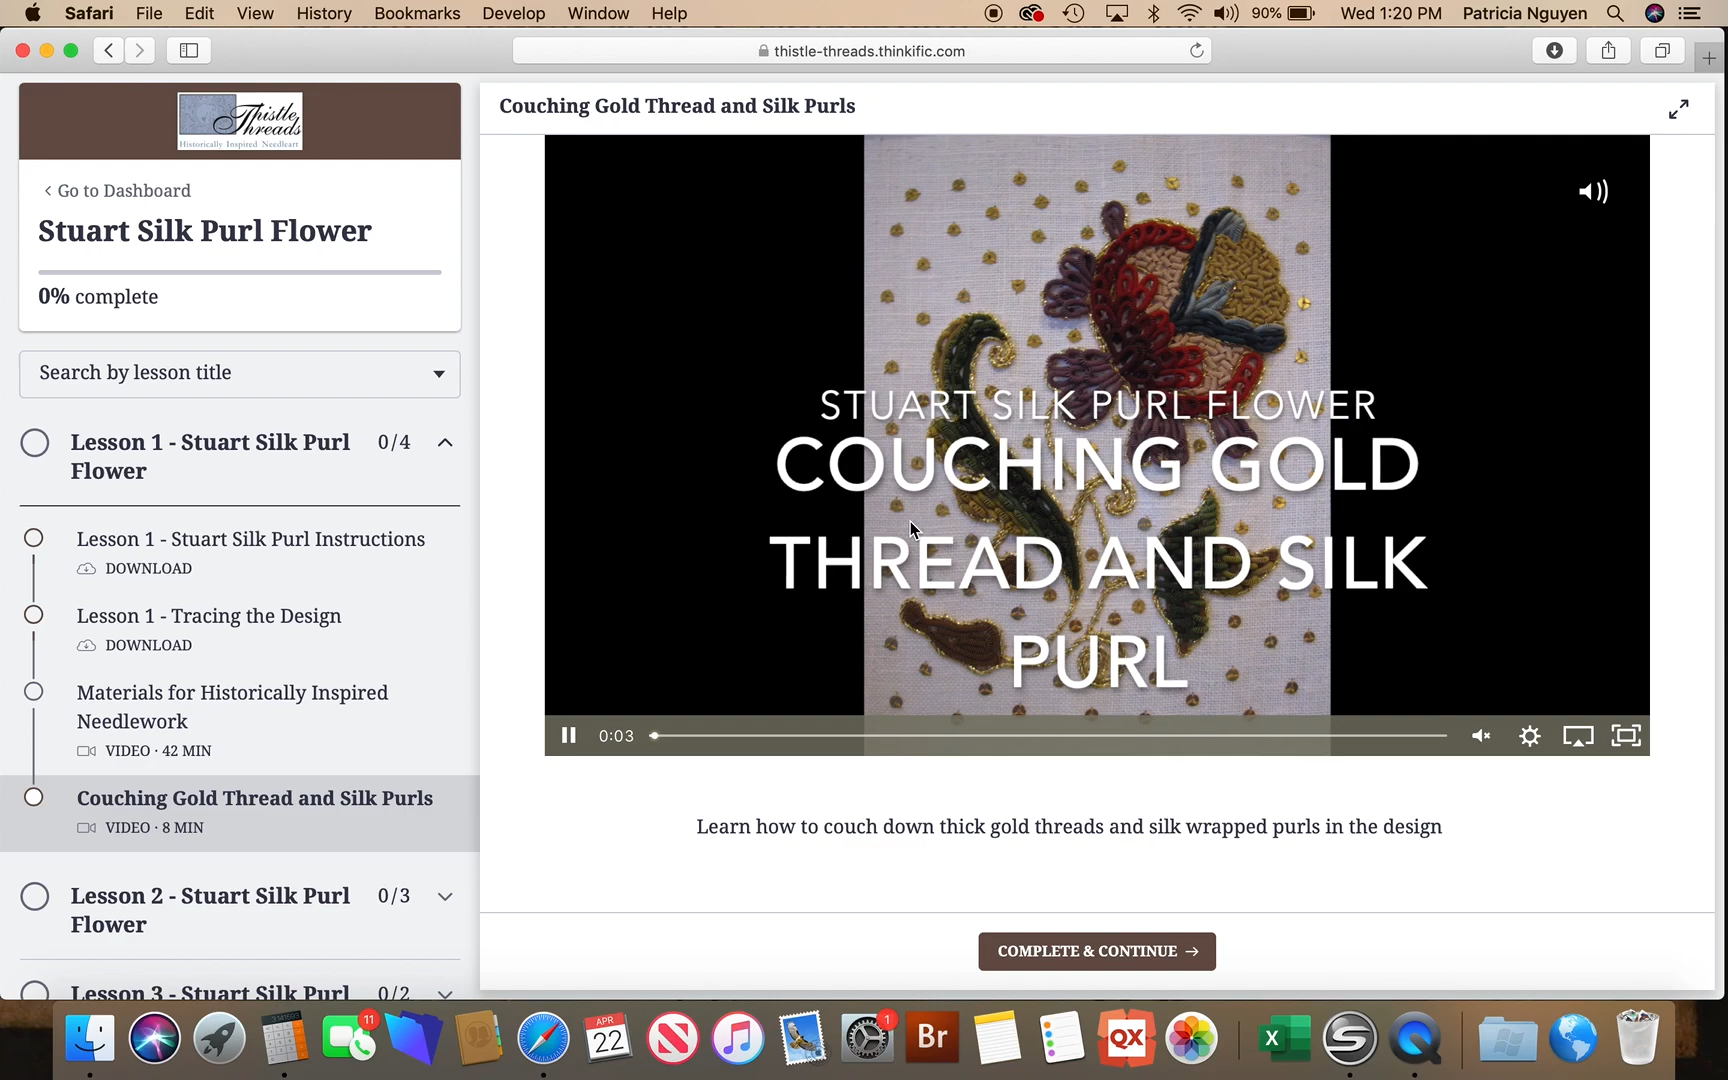 Safari File Edit View History Bookmarks Develop Window Help 90% Wed 1:20 PM Patricia Nguyen
thistle-threads.thinkific.com
Thistle
Threads
Historically Inspired Needleart
Go to Dashboard
Stuart Silk Purl Flower
0% complete
Search by lesson title
Lesson 1 - Stuart Silk Purl 0/4
Flower
Lesson 1 - Stuart Silk Purl Instructions
DOWNLOAD
Lesson 1 - Tracing the Design
DOWNLOAD
Materials for Historically Inspired
Needlework
VIDEO · 42 MIN
Couching Gold Thread and Silk Purls
VIDEO · 8 MIN
Lesson 2 - Stuart Silk Purl 0/3
Flower
Lesson 3 - Stuart Silk Purl 0/2
Couching Gold Thread and Silk Purls
STUART SILK PURL FLOWER
COUCHING GOLD
THREAD AND SILK
PURL
0:03
Learn how to couch down thick gold threads and silk wrapped purls in the design
COMPLETE & CONTINUE →
11
APR
22
1
Br
QX
X
S